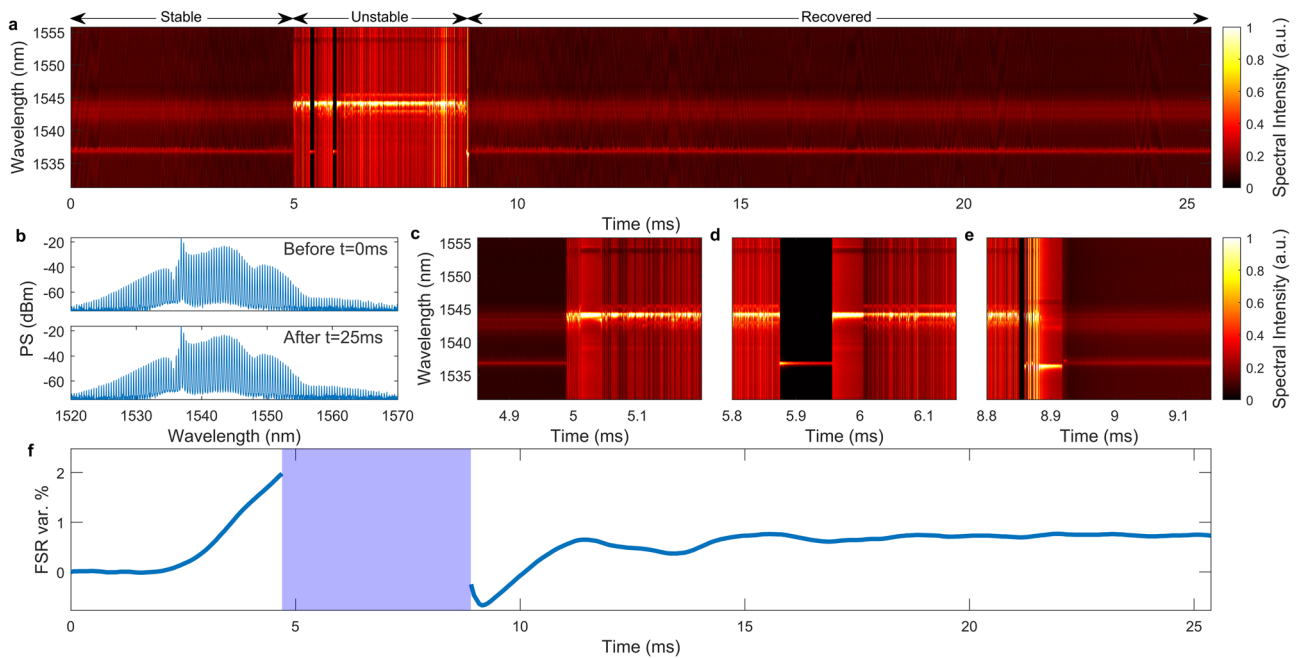 Stable Unstable Recovered
a
Wavelength (nm)
1555
1550
1545
1540
1535
0 5 10 15 20 25
Time (ms)
1
0.8
0.6
0.4
0.2
0
Spectral Intensity (a.u.)
b
PS (dBm)
-20
-40
-60
Before t=0ms
-20
-40
-60
After t=25ms
1520 1530 1540 1550 1560 1570
Wavelength (nm)
c
Wavelength (nm)
1555
1550
1545
1540
1535
4.9 5 5.1
Time (ms)
d
5.8 5.9 6 6.1
Time (ms)
e
8.8 8.9 9 9.1
Time (ms)
1
0.8
0.6
0.4
0.2
0
Spectral Intensity (a.u.)
f
FSR var. %
2
1
0
0 5 10 15 20 25
Time (ms)